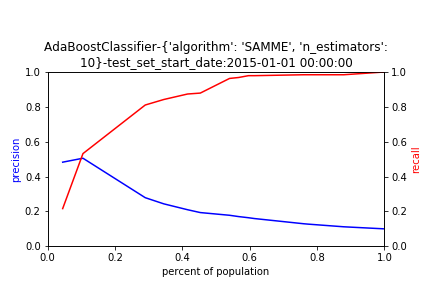 AdaBoostClassifier-{'algorithm': 'SAMME', 'n_estimators':
10}-test_set_start_date:2015-01-01 00:00:00
1.0
0.8
0.6
0.4
0.2
0.0
precision
1.0
0.8
0.6
0.4
0.2
0.0
recall
0.0 0.2 0.4 0.6 0.8 1.0
percent of population